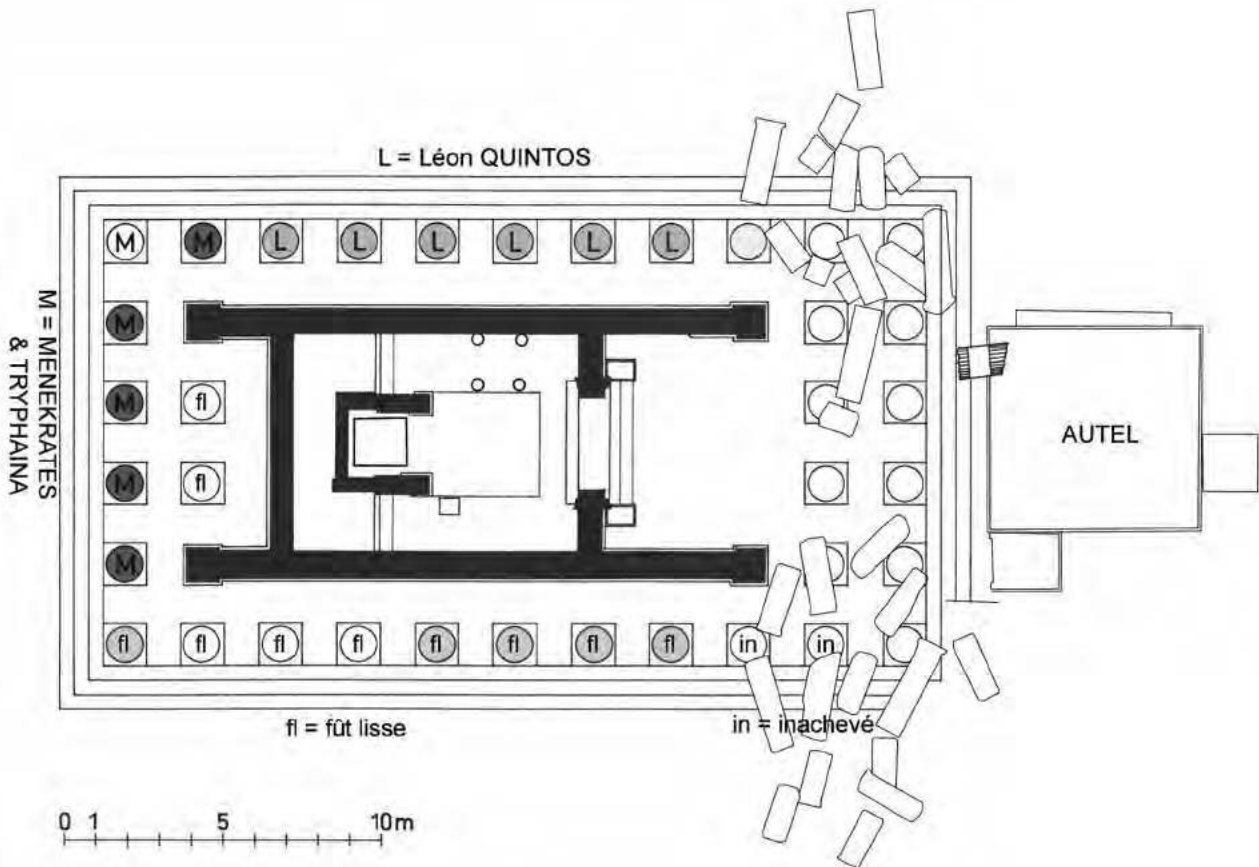 L = Léon QUINTOS
M M L L L L L L
M = MENEKRATES
& TRYPHAINA
M
M fl
AUTEL
M fl
M
fl fl fl fl fl fl fl fl in in
fl = fût lisse
in = inachevé
0 1 5 10m